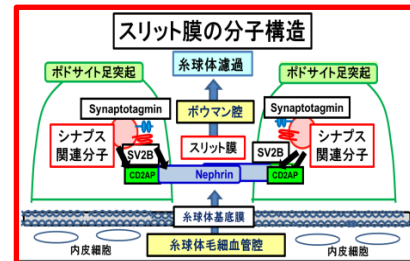 スリット膜の分子構造
糸球体濾過
ポドサイト足突起
ポドサイト足突起
Synaptotagmin
Synaptotagmin
ボウマン腔
シナプス
関連分子
スリット膜
シナプス
関連分子
SV2B
SV2B
CD2AP
Nephrin
CD2AP
糸球体基底膜
内皮細胞
糸球体毛細血管腔
内皮細胞